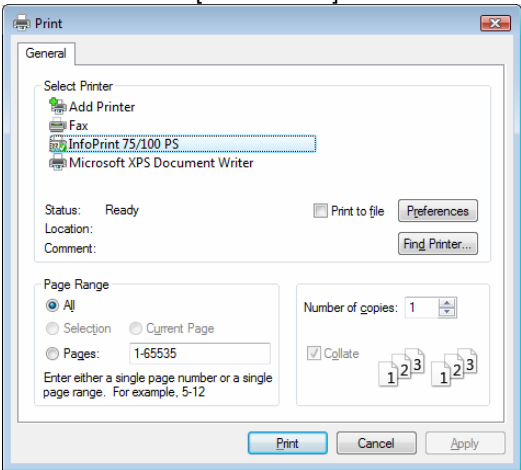 Print
General
Select Printer
Add Printer
Fax
InfoPrint 75/100 PS
Microsoft XPS Document Writer
Status: Ready
Print to file
Preferences
Location:
Comment:
Find Printer...
Page Range
All
Selection
Current Page
Pages: 1-65535
Enter either a single page number or a single
page range. For example, 5-12
Number of copies: 1
Collate
1 2 3 1 2 3
Print
Cancel
Apply